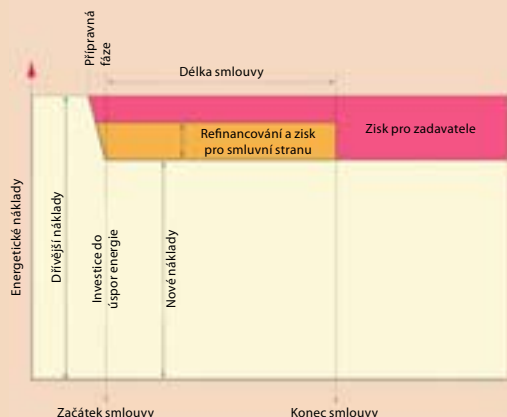 Přípravná
fáze
Délka smlouvy
Refinancování a zisk
pro smluvní stranu
Zisk pro zadavatele
Energetické náklady
Dřívější náklady
Investice do
úspor energie
Nové náklady
Začátek smlouvy
Konec smlouvy